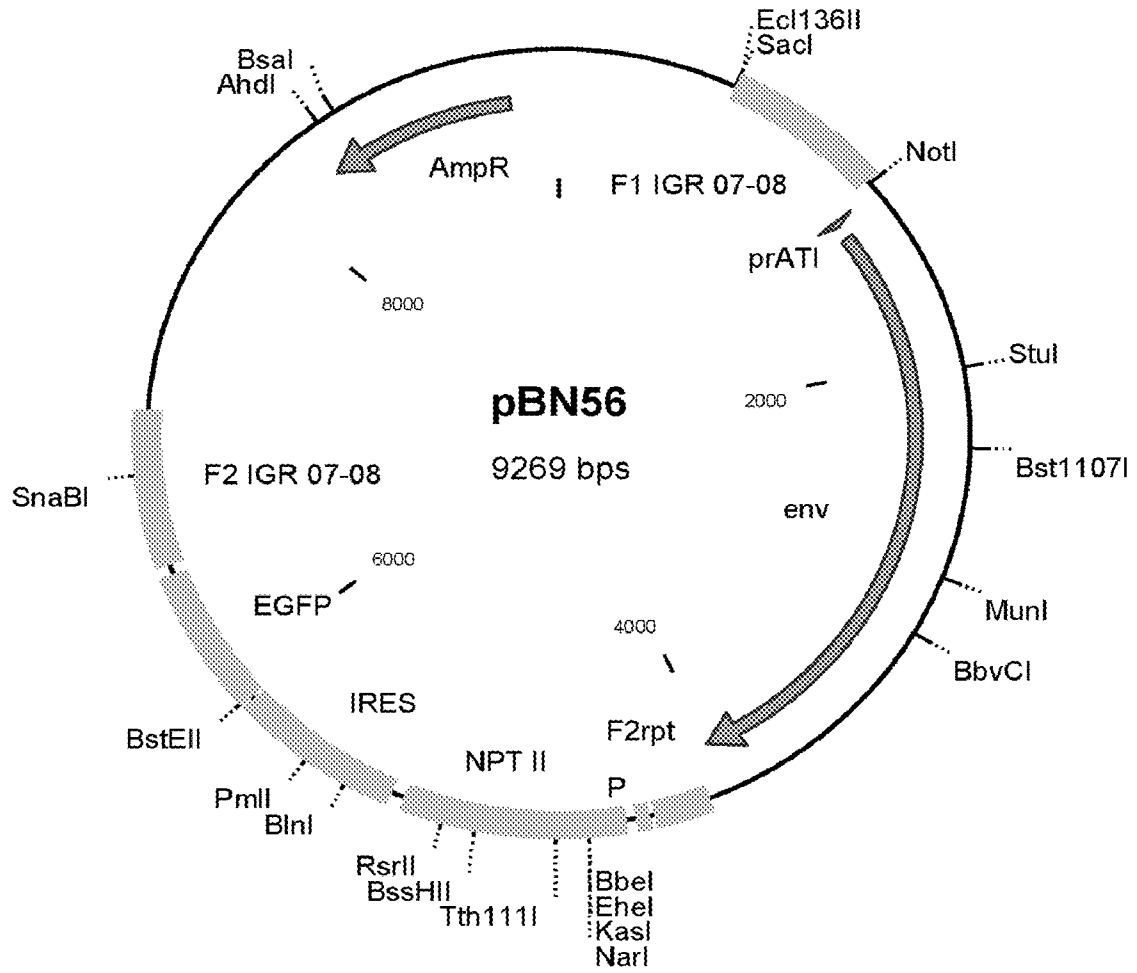 Ecl136II
SacI
BsaI
AhdI
NotI
AmpR
F1 IGR 07-08
prATI
8000
StuI
pBN56
2000
9269 bps
Bst1107I
F2 IGR 07-08
SnaBI
env
6000
EGFP
MunI
4000
BbvCI
IRES
F2rpt
BstEII
NPT II
P
PmlI
BlnI
RsrII
BssHII
Tth111I
BbeI
EheI
KasI
NarI